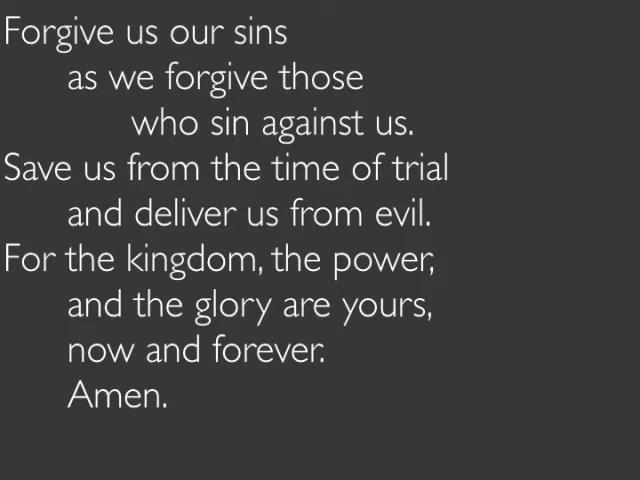 Forgive us our sins
as we forgive those
who sin against us.
Save us from the time of trial
and deliver us from evil.
For the kingdom, the power,
and the glory are yours,
now and forever.
Amen.